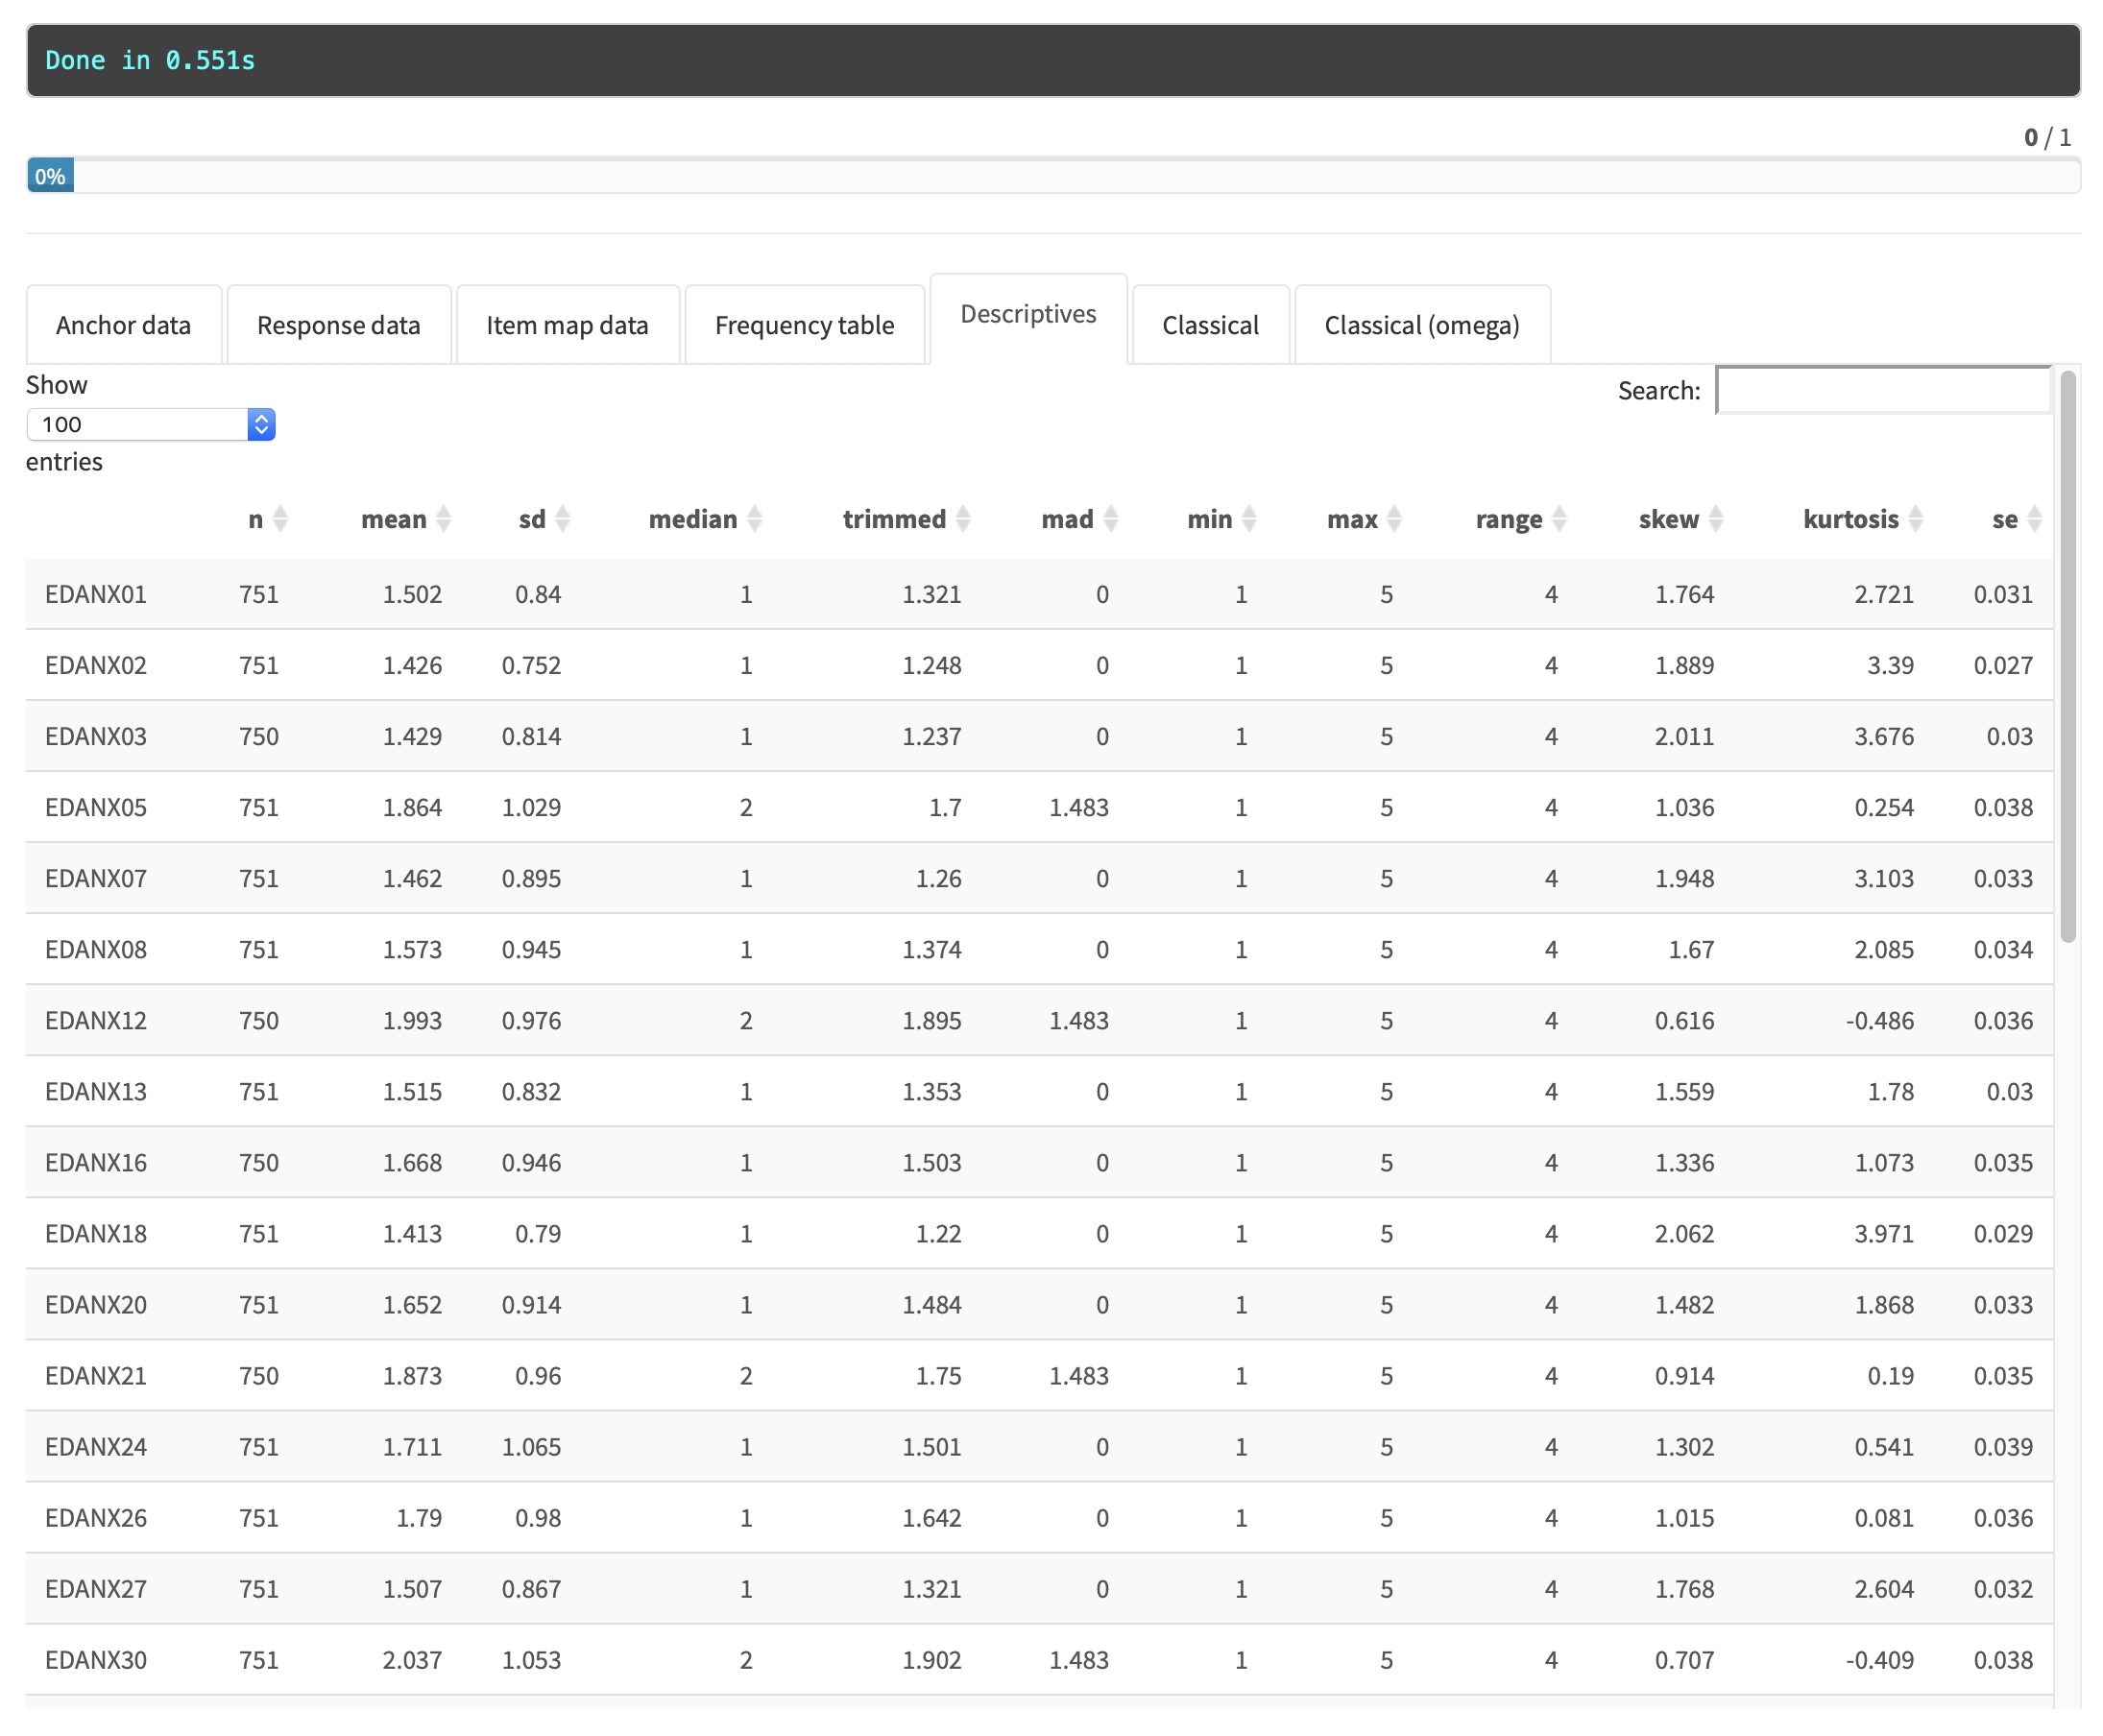 Done in 0.551s
0 / 1
0%
Anchor data Response data Item map data Frequency table Descriptives Classical Classical (omega)
Show
Search:
100
entries
n mean sd median trimmed mad min max range skew kurtosis se
EDANX01 751 1.502 0.84 1 1.321 0 1 5 4 1.764 2.721 0.031
EDANX02 751 1.426 0.752 1 1.248 0 1 5 4 1.889 3.39 0.027
EDANX03 750 1.429 0.814 1 1.237 0 1 5 4 2.011 3.676 0.03
EDANX05 751 1.864 1.029 2 1.7 1.483 1 5 4 1.036 0.254 0.038
EDANX07 751 1.462 0.895 1 1.26 0 1 5 4 1.948 3.103 0.033
EDANX08 751 1.573 0.945 1 1.374 0 1 5 4 1.67 2.085 0.034
EDANX12 750 1.993 0.976 2 1.895 1.483 1 5 4 0.616 -0.486 0.036
EDANX13 751 1.515 0.832 1 1.353 0 1 5 4 1.559 1.78 0.03
EDANX16 750 1.668 0.946 1 1.503 0 1 5 4 1.336 1.073 0.035
EDANX18 751 1.413 0.79 1 1.22 0 1 5 4 2.062 3.971 0.029
EDANX20 751 1.652 0.914 1 1.484 0 1 5 4 1.482 1.868 0.033
EDANX21 750 1.873 0.96 2 1.75 1.483 1 5 4 0.914 0.19 0.035
EDANX24 751 1.711 1.065 1 1.501 0 1 5 4 1.302 0.541 0.039
EDANX26 751 1.79 0.98 1 1.642 0 1 5 4 1.015 0.081 0.036
EDANX27 751 1.507 0.867 1 1.321 0 1 5 4 1.768 2.604 0.032
EDANX30 751 2.037 1.053 2 1.902 1.483 1 5 4 0.707 -0.409 0.038